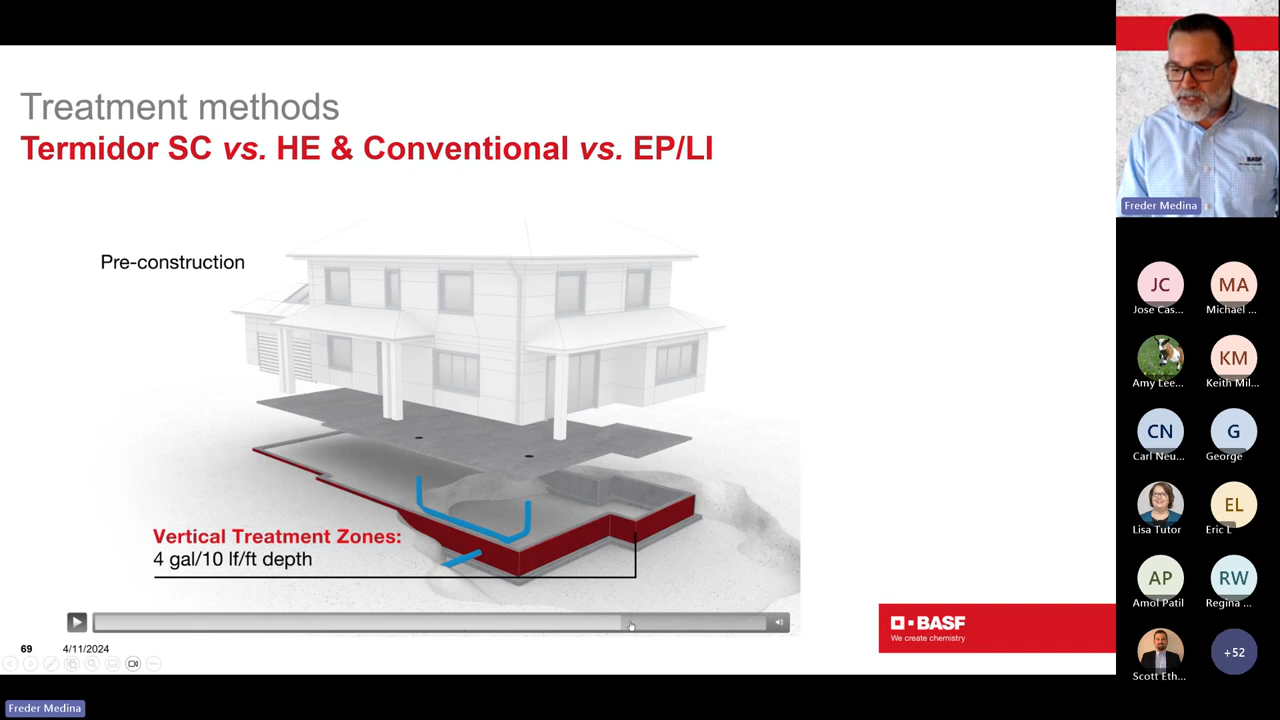 Treatment methods
Termidor SC vs. HE & Conventional vs. EP/LI
Pre-construction
Vertical Treatment Zones:
4 gal/10 lf/ft depth
69
4/11/2024
BASF
We create chemistry
BASF
Freder Medina
JC
MA
Jose Cas...
Michael ...
KM
Amy Lee...
Keith Mil...
CN
G
Carl Neu...
George
EL
Lisa Tutor
Eric L
AP
RW
Amol Patil
Regina ...
+52
Scott Eth...
Freder Medina